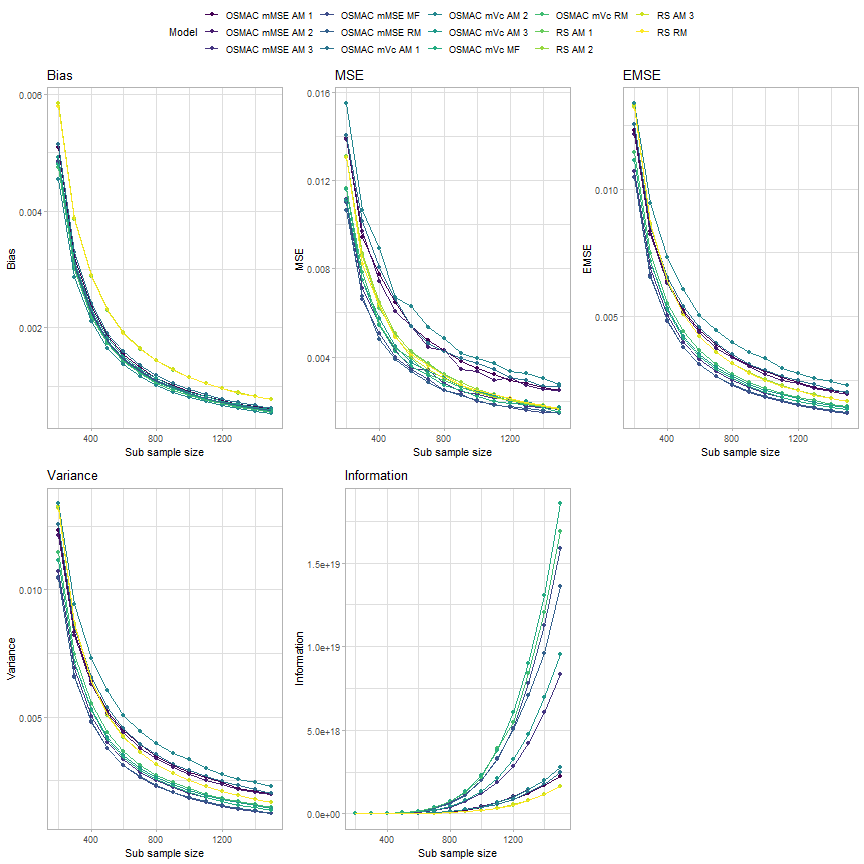 OSMAC mMSE AM 1 OSMAC mMSE MF OSMAC mVc AM 2 OSMAC mVc RM RS AM 3
Model OSMAC mMSE AM 2 OSMAC mMSE RM OSMAC mVc AM 3 RS AM 1 RS RM
OSMAC mMSE AM 3 OSMAC mVc AM 1 OSMAC mVc MF RS AM 2
Bias MSE EMSE
0.006
0.004
0.002
Bias
400 800 1200
Sub sample size
0.016
0.012
0.008
0.004
MSE
400 800 1200
Sub sample size
0.010
0.005
EMSE
400 800 1200
Sub sample size
Variance Information
0.010
0.005
Variance
400 800 1200
Sub sample size
1.5e+19
1.0e+19
5.0e+18
0.0e+00
Information
400 800 1200
Sub sample size